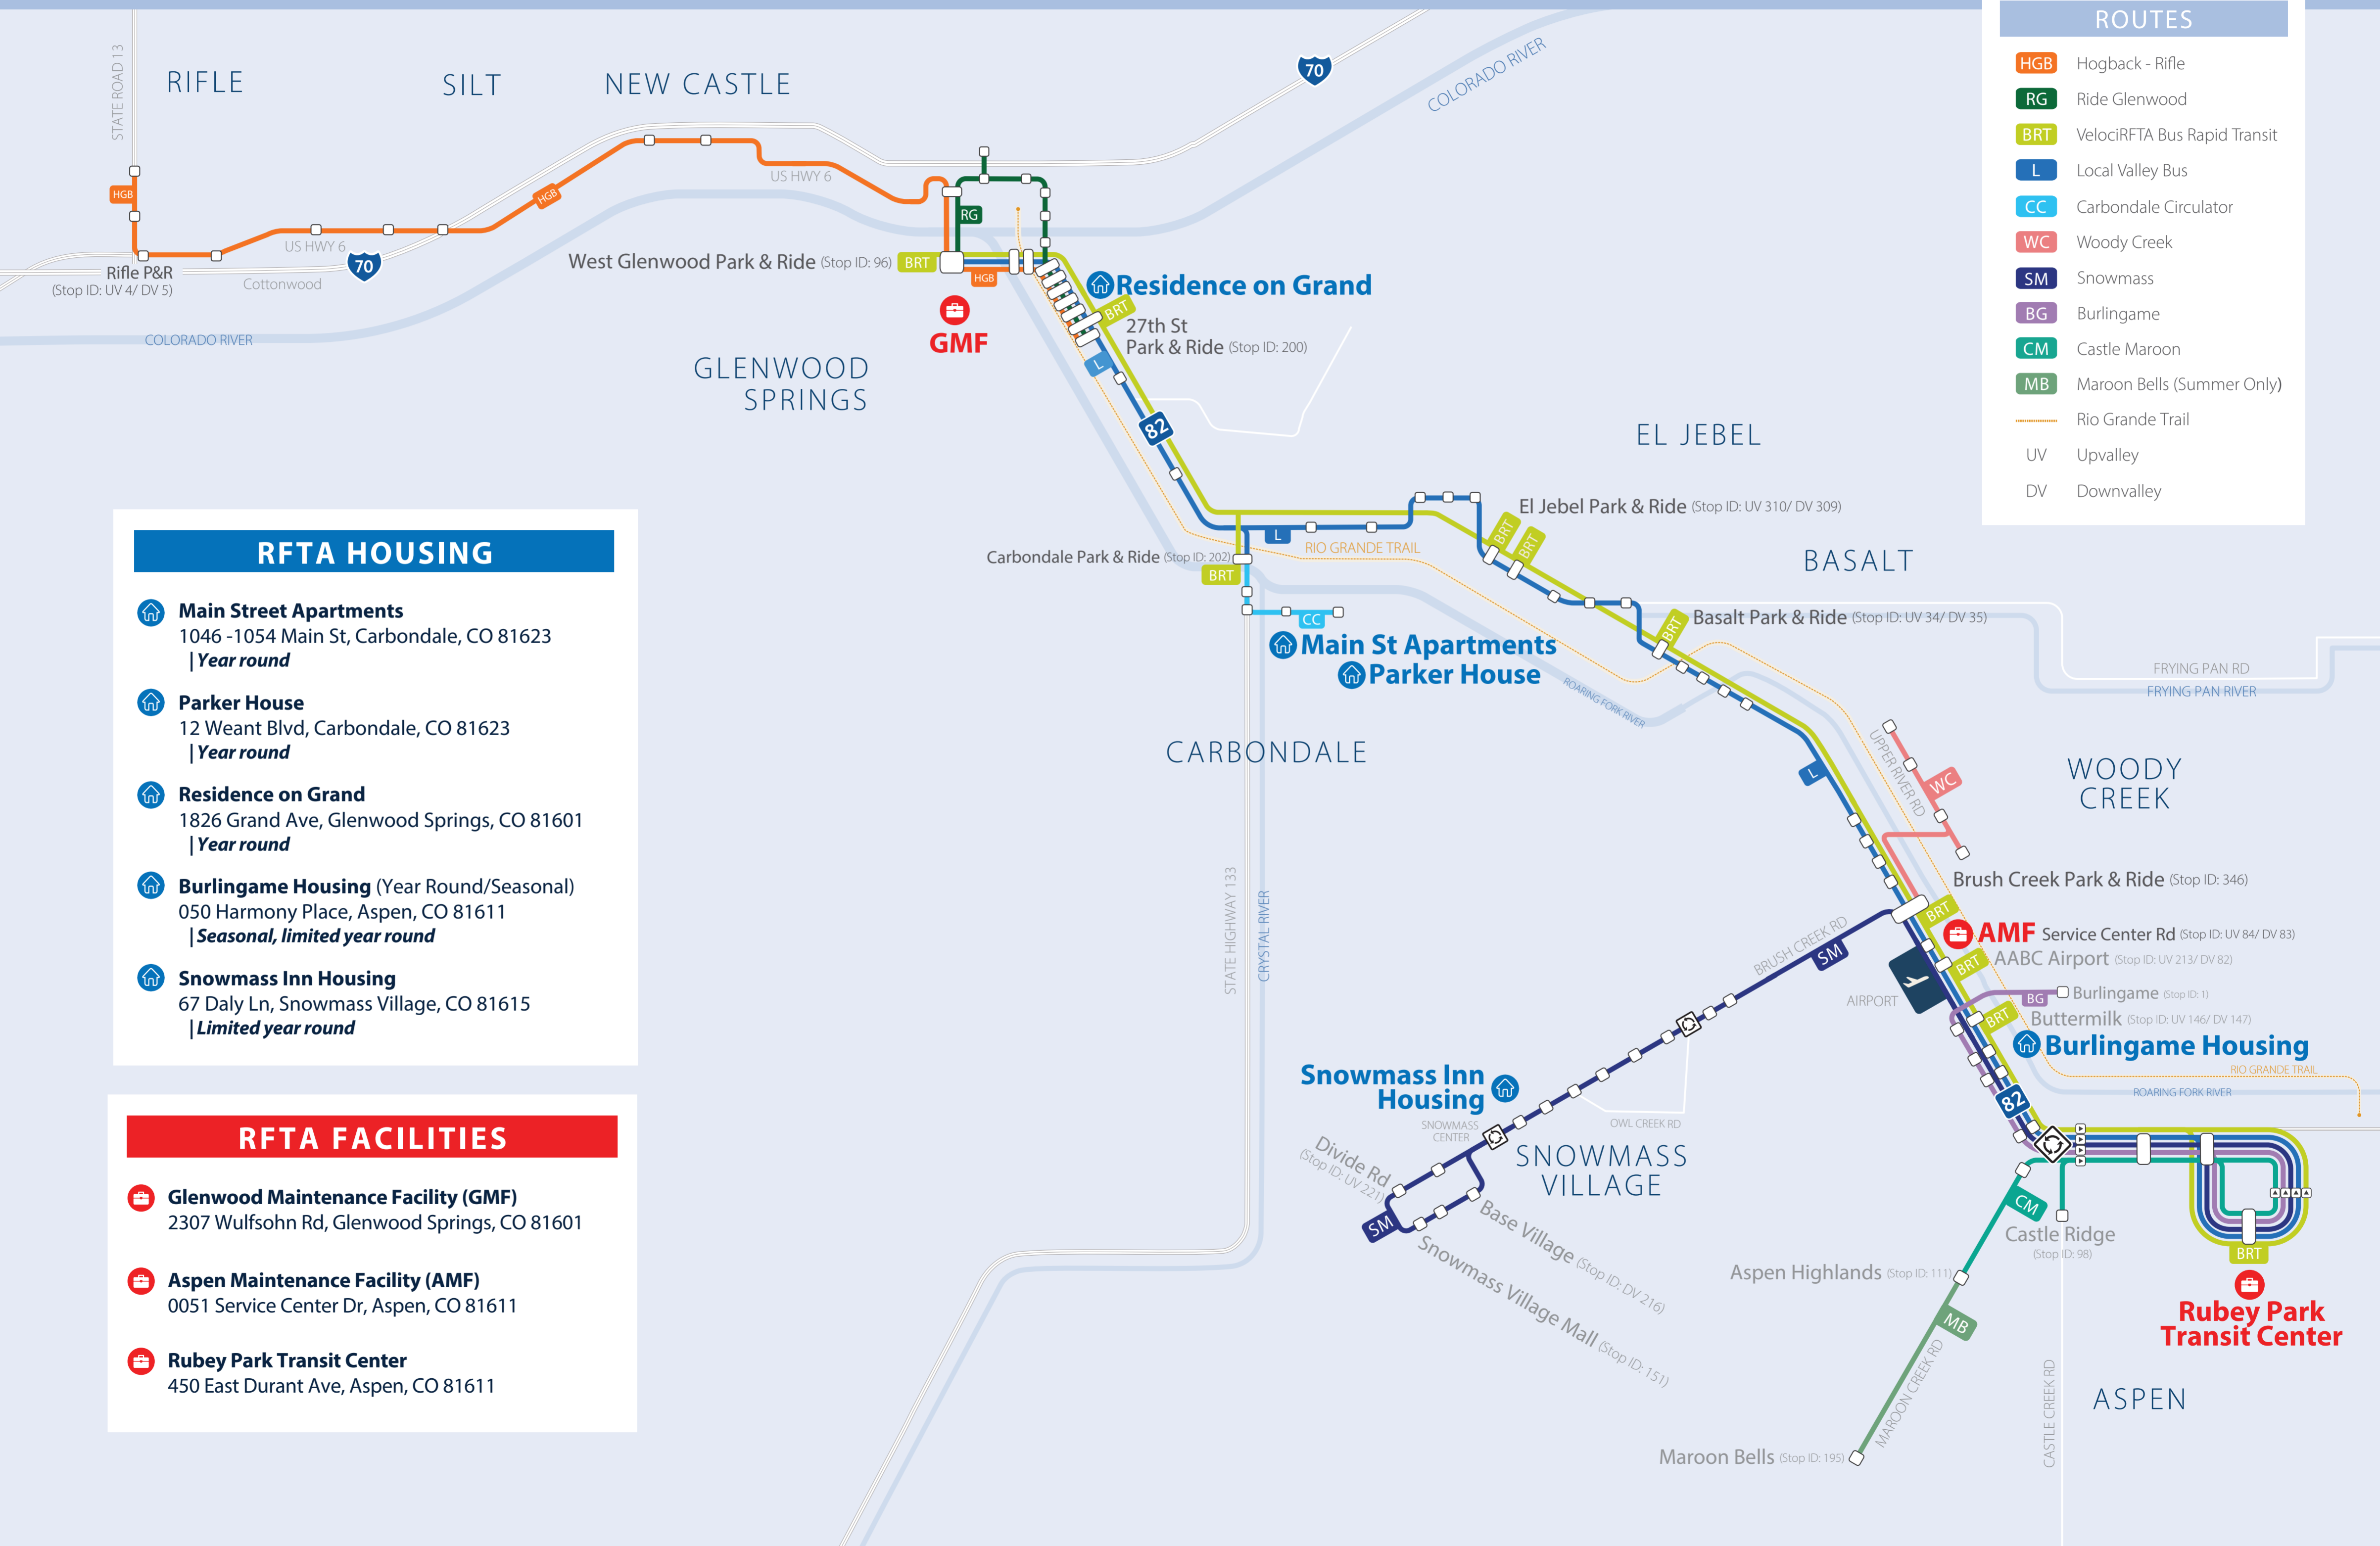 ROUTES
HGB Hogback - Rifle
RG Ride Glenwood
BRT VelociRFTA Bus Rapid Transit
L Local Valley Bus
CC Carbondale Circulator
WC Woody Creek
SM Snowmass
BG Burlingame
CM Castle Maroon
MB Maroon Bells (Summer Only)
Rio Grande Trail
UV Upvalley
DV Downvalley
STATE ROAD 13
RIFLE
SILT
NEW CASTLE
70
COLORADO RIVER
HGB
HGB
US HWY 6
US HWY 6
70
Rifle P&R
(Stop ID: UV 4/ DV 5)
Cottonwood
COLORADO RIVER
RG
West Glenwood Park & Ride (Stop ID: 96)
BRT
HGB
GMF
Residence on Grand
BRT
27th St
Park & Ride (Stop ID: 200)
L
GLENWOOD
SPRINGS
82
EL JEBEL
El Jebel Park & Ride (Stop ID: UV 310/ DV 309)
BRT
BRT
L
RIO GRANDE TRAIL
Carbondale Park & Ride (Stop ID: 202)
BRT
BASALT
CC
Main St Apartments
Parker House
BRT
Basalt Park & Ride (Stop ID: UV 34/ DV 35)
ROARING FORK RIVER
FRYING PAN RD
FRYING PAN RIVER
CARBONDALE
L
UPPER RIVER RD
WC
WOODY
CREEK
STATE HIGHWAY 133
CRYSTAL RIVER
Brush Creek Park & Ride (Stop ID: 346)
BRT
BRUSH CREEK RD
SM
AMF Service Center Rd (Stop ID: UV 84/ DV 83)
BRT
AABC Airport (Stop ID: UV 213/ DV 82)
AIRPORT
BG
Burlingame (Stop ID: 1)
BRT
Buttermilk (Stop ID: UV 146/ DV 147)
Burlingame Housing
RIO GRANDE TRAIL
ROARING FORK RIVER
82
Snowmass Inn
Housing
SNOWMASS
CENTER
OWL CREEK RD
SNOWMASS
VILLAGE
Divide Rd
(Stop ID: UV 221)
SM
Base Village (Stop ID: DV 216)
Snowmass Village Mall (Stop ID: 151)
CM
Castle Ridge
(Stop ID: 98)
Aspen Highlands (Stop ID: 111)
MB
MAROON CREEK RD
Maroon Bells (Stop ID: 195)
CASTLE CREEK RD
BRT
Rubey Park
Transit Center
ASPEN
RFTA HOUSING
Main Street Apartments
1046 -1054 Main St, Carbondale, CO 81623
| Year round
Parker House
12 Weant Blvd, Carbondale, CO 81623
| Year round
Residence on Grand
1826 Grand Ave, Glenwood Springs, CO 81601
| Year round
Burlingame Housing (Year Round/Seasonal)
050 Harmony Place, Aspen, CO 81611
| Seasonal, limited year round
Snowmass Inn Housing
67 Daly Ln, Snowmass Village, CO 81615
| Limited year round
RFTA FACILITIES
Glenwood Maintenance Facility (GMF)
2307 Wulfsohn Rd, Glenwood Springs, CO 81601
Aspen Maintenance Facility (AMF)
0051 Service Center Dr, Aspen, CO 81611
Rubey Park Transit Center
450 East Durant Ave, Aspen, CO 81611